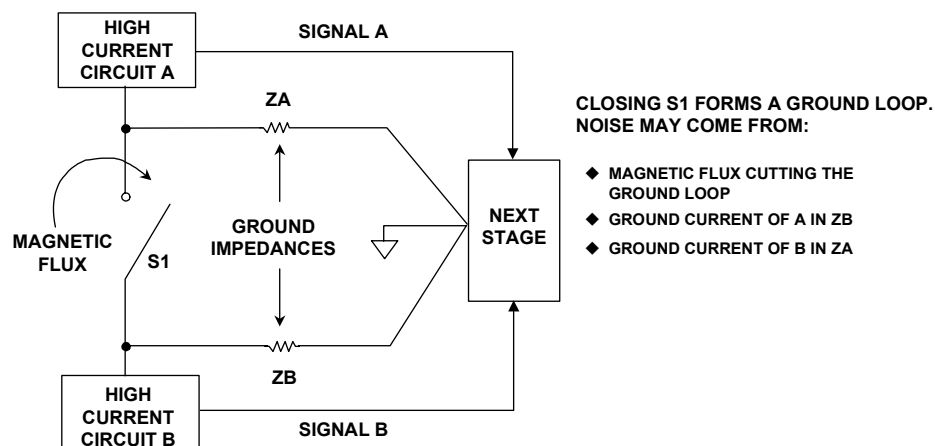 HIGH
CURRENT
CIRCUIT A
SIGNAL A
ZA
CLOSING S1 FORMS A GROUND LOOP.
NOISE MAY COME FROM:
◆ MAGNETIC FLUX CUTTING THE
GROUND LOOP
◆ GROUND CURRENT OF A IN ZB
◆ GROUND CURRENT OF B IN ZA
NEXT
STAGE
GROUND
IMPEDANCES
MAGNETIC
FLUX
S1
ZB
HIGH
CURRENT
CIRCUIT B
SIGNAL B